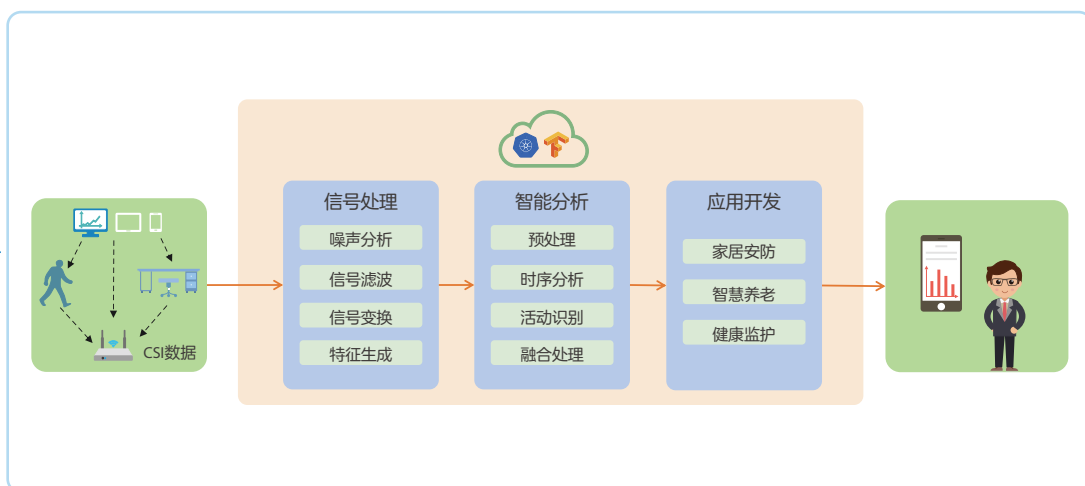 CSI数据
信号处理
噪声分析
信号滤波
信号变换
特征生成
智能分析
预处理
时序分析
活动识别
融合处理
应用开发
家居安防
智慧养老
健康监护